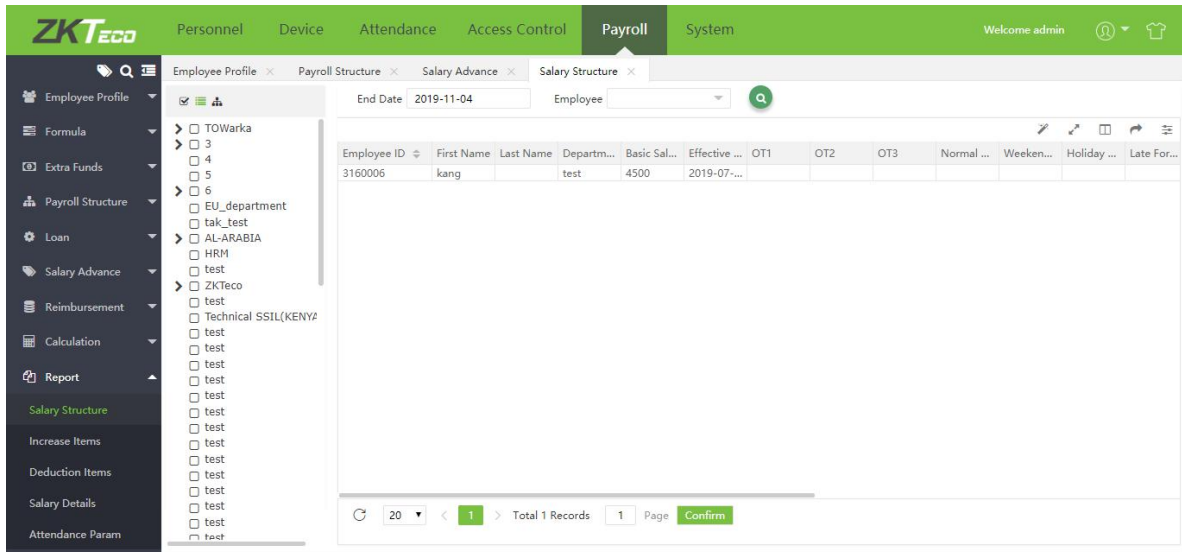 ZKTECO
Personnel Device Attendance Access Control Payroll System Welcome admin
Employee Profile × Payroll Structure × Salary Advance × Salary Structure ×
Employee Profile
Formula
Extra Funds
Payroll Structure
Loan
Salary Advance
Reimbursement
Calculation
Report
Salary Structure
Increase Items
Deduction Items
Salary Details
Attendance Param
TOWarka
3
4
5
6
EU_department
tak_test
AL-ARABIA
HRM
test
ZKTeco
test
Technical SSIL(KENYA
test
test
test
test
test
test
test
test
test
test
test
test
test
test
End Date 2019-11-04 Employee
Employee ID First Name Last Name Departm... Basic Sal... Effective ... OT1 OT2 OT3 Normal ... Weeken... Holiday ... Late For...
3160006 kang test 4500 2019-07-...
20 < 1 > Total 1 Records 1 Page Confirm